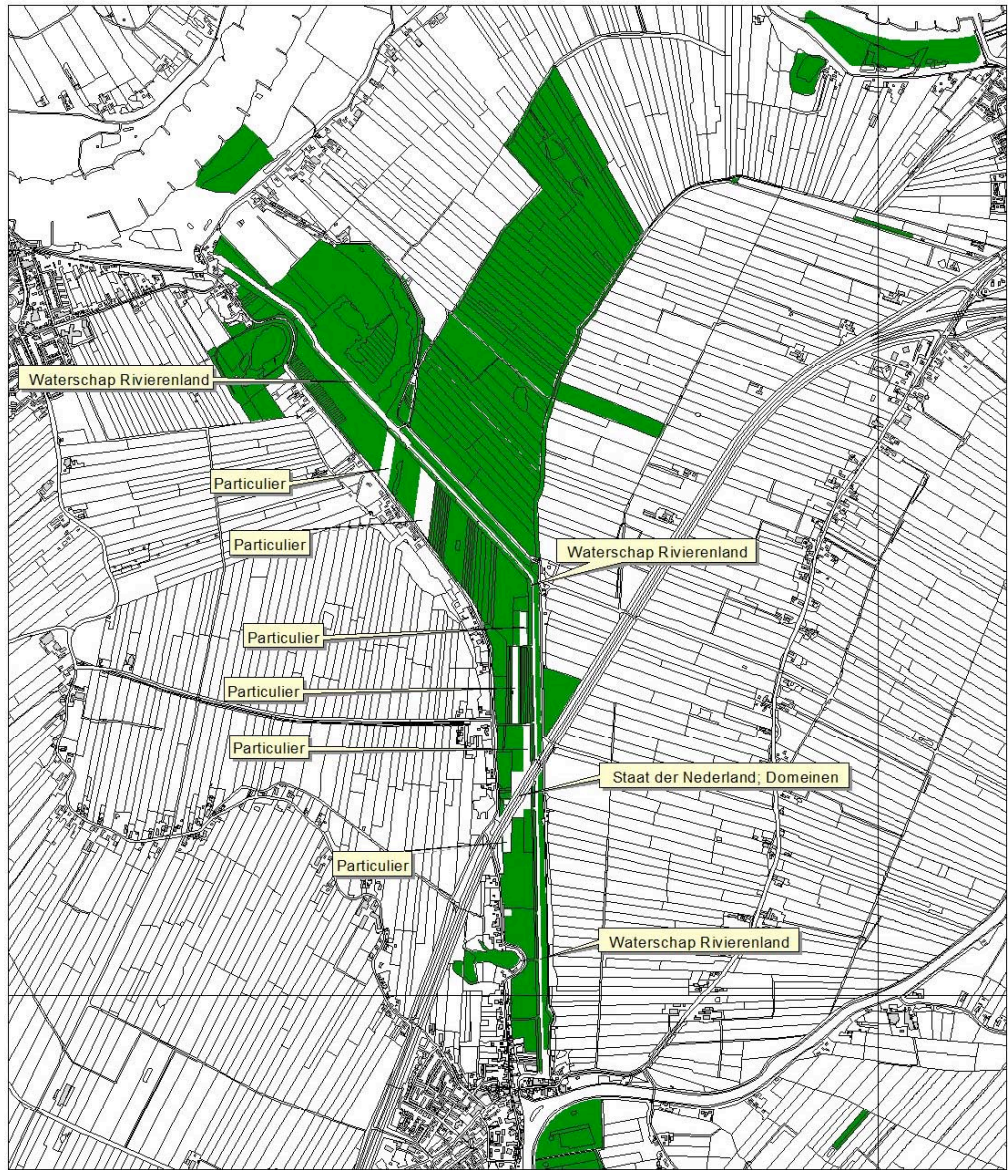 Waterschap Rivierenland
Particulier
Particulier
Waterschap Rivierenland
Particulier
Particulier
Particulier
Staat der Nederland; Domeinen
Particulier
Waterschap Rivierenland